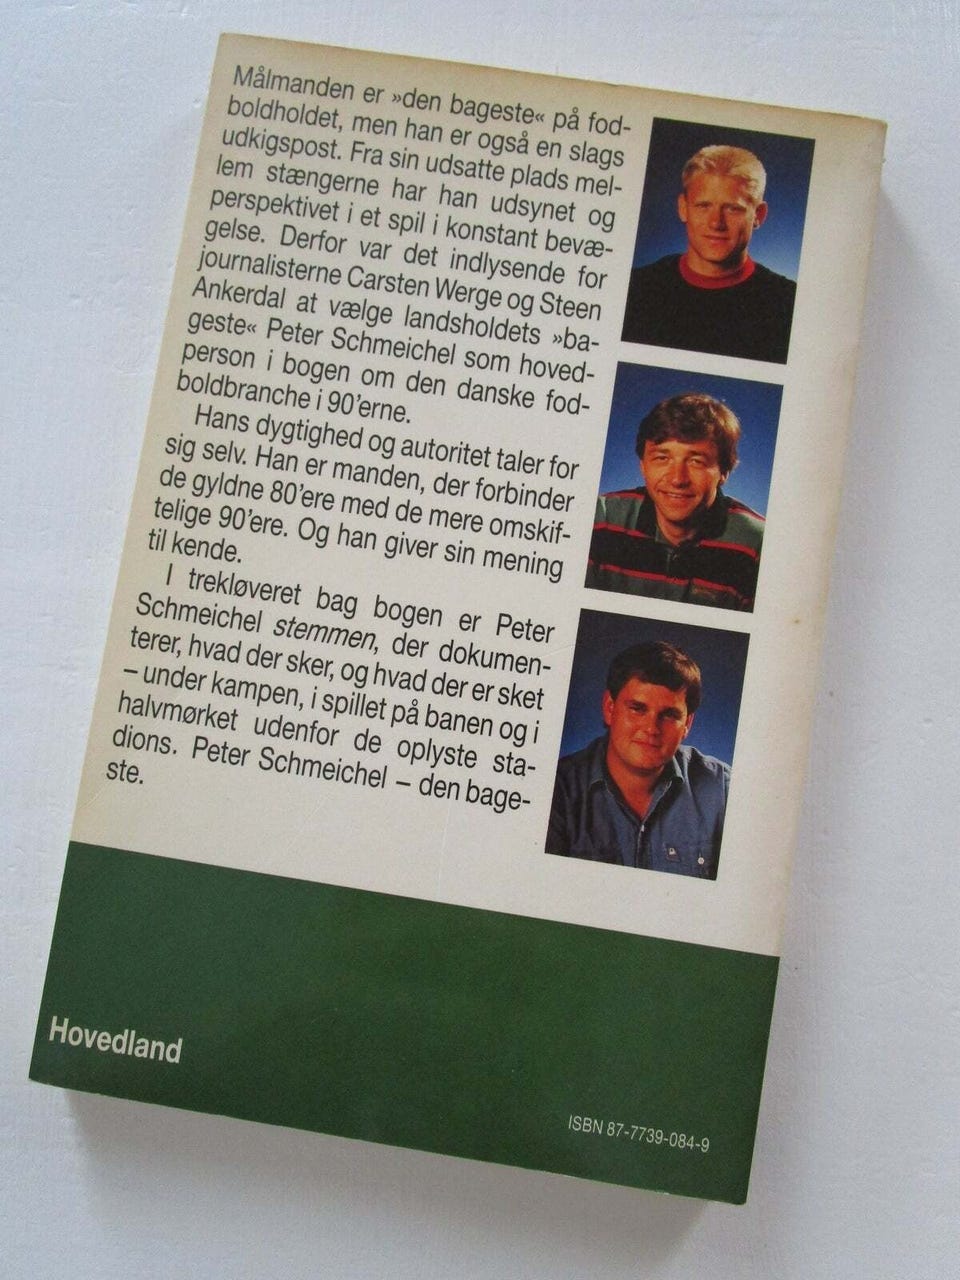 Målmanden er »den bageste« på fod-
boldholdet, men han er også en slags
udkigspost. Fra sin udsatte plads mel-
lem stængerne har han udsynet og
perspektivet i et spil i konstant bevæ-
gelse. Derfor var det indlysende for
journalisterne Carsten Werge og Steen
Ankerdal at vælge landsholdets »ba-
geste« Peter Schmeichel som hoved-
person i bogen om den danske fod-
boldbranche i 90'erne.
Hans dygtighed og autoritet taler for
sig selv. Han er manden, der forbinder
de gyldne 80'ere med de mere omskif-
telige 90'ere. Og han giver sin mening
til kende.
I trekløveret bag bogen er Peter
Schmeichel stemmen, der dokumen-
terer, hvad der sker, og hvad der er sket
– under kampen, i spillet på banen og i
halvmørket udenfor de oplyste sta-
dions. Peter Schmeichel – den bage-
ste.
Hovedland
ISBN 87-7739-084-9